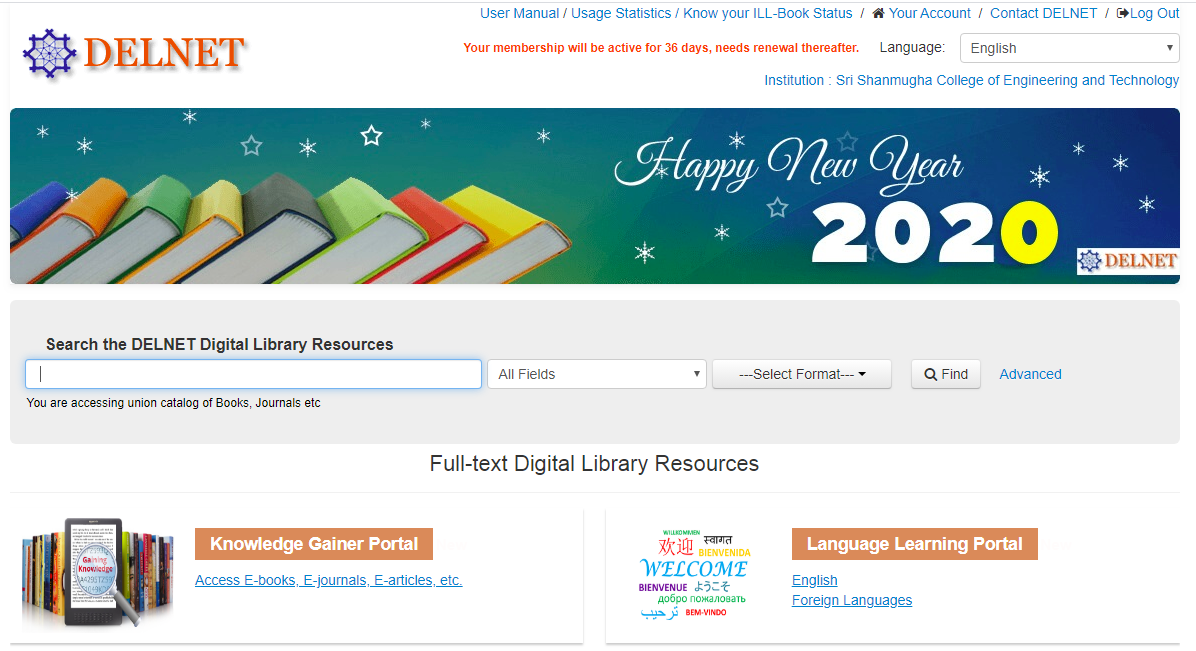 User Manual / Usage Statistics / Know your ILL-Book Status / Your Account / Contact DELNET / Log Out
DELNET
Your membership will be active for 36 days, needs renewal thereafter. Language: English
Institution : Sri Shanmugha College of Engineering and Technology
Happy New Year
2020
DELNET
Search the DELNET Digital Library Resources
All Fields ---Select Format--- Find Advanced
You are accessing union catalog of Books, Journals etc
Full-text Digital Library Resources
Gaining
Knowledge
Knowledge Gainer Portal
Access E-books, E-journals, E-articles, etc.
WILLKOMMEN
欢迎 स्वागत
BIENVENIDA
WELCOME
BIENVENUE ようこそ
добро пожаловать
ترحيب BEM-VINDO
Language Learning Portal
English
Foreign Languages